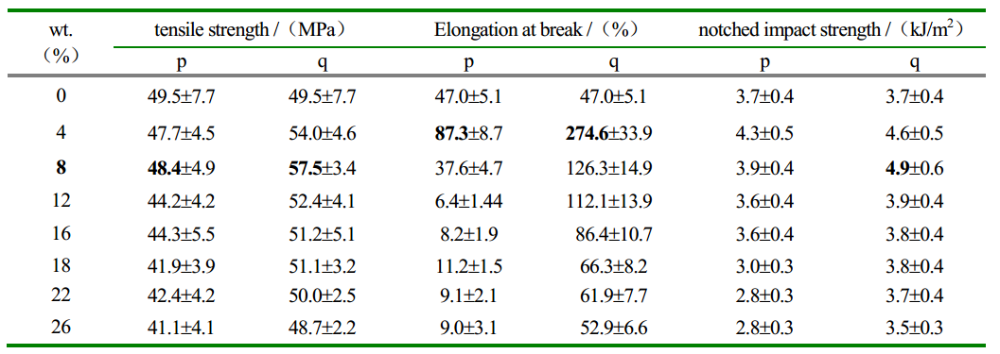 wt. (%) tensile strength /(MPa) Elongation at break /(%) notched impact strength /(kJ/m²)
p q p q p q
0 49.5±7.7 49.5±7.7 47.0±5.1 47.0±5.1 3.7±0.4 3.7±0.4
4 47.7±4.5 54.0±4.6 87.3±8.7 274.6±33.9 4.3±0.5 4.6±0.5
8 48.4±4.9 57.5±3.4 37.6±4.7 126.3±14.9 3.9±0.4 4.9±0.6
12 44.2±4.2 52.4±4.1 6.4±1.44 112.1±13.9 3.6±0.4 3.9±0.4
16 44.3±5.5 51.2±5.1 8.2±1.9 86.4±10.7 3.6±0.4 3.8±0.4
18 41.9±3.9 51.1±3.2 11.2±1.5 66.3±8.2 3.0±0.3 3.8±0.4
22 42.4±4.2 50.0±2.5 9.1±2.1 61.9±7.7 2.8±0.3 3.7±0.4
26 41.1±4.1 48.7±2.2 9.0±3.1 52.9±6.6 2.8±0.3 3.5±0.3